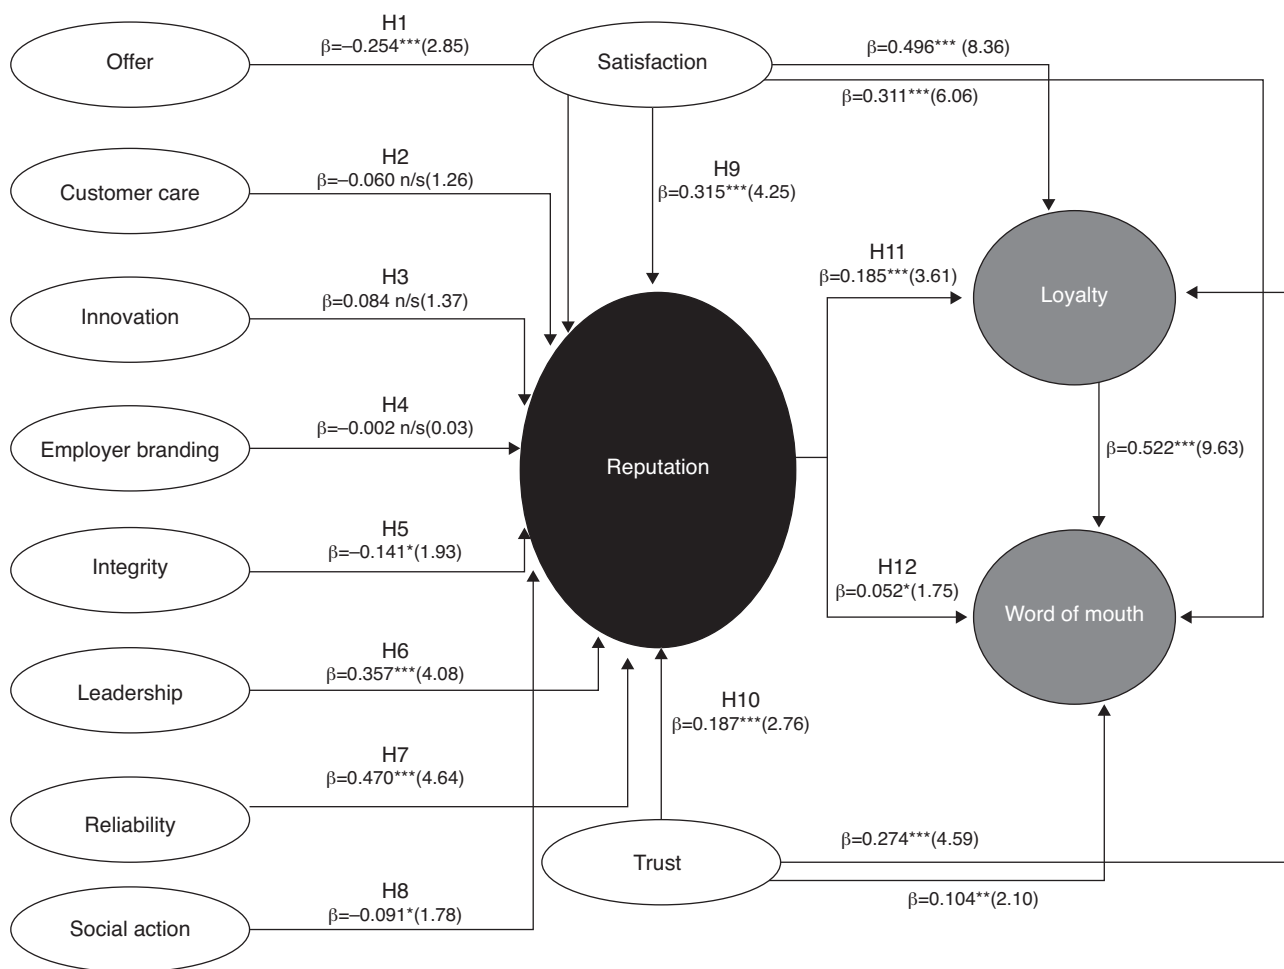 H1
β=–0.254***(2.85)
Offer
Satisfaction
β=0.496*** (8.36)
β=0.311***(6.06)
H2
β=–0.060 n/s(1.26)
Customer care
H9
β=0.315***(4.25)
H3
β=0.084 n/s(1.37)
Innovation
H11
β=0.185***(3.61)
Loyalty
H4
β=–0.002 n/s(0.03)
Employer branding
Reputation
β=0.522***(9.63)
H5
β=–0.141*(1.93)
Integrity
H12
β=0.052*(1.75)
Word of mouth
H6
β=0.357***(4.08)
Leadership
H10
β=0.187***(2.76)
H7
β=0.470***(4.64)
Reliability
Trust
β=0.274***(4.59)
β=0.104**(2.10)
H8
β=–0.091*(1.78)
Social action